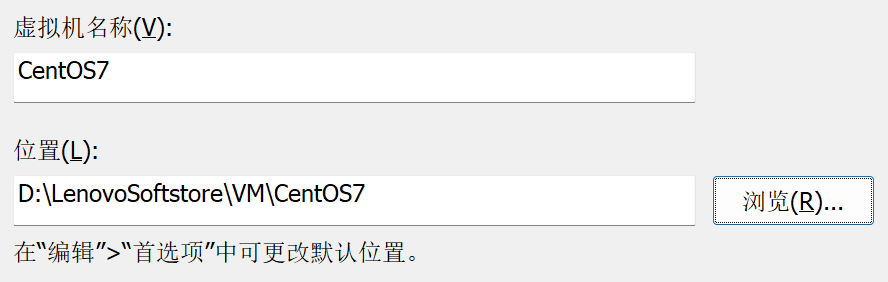 虚拟机名称(V):
CentOS7
位置(L):
D:\LenovoSoftstore\VM\CentOS7
浏览(R)...
在“编辑”>“首选项”中可更改默认位置。